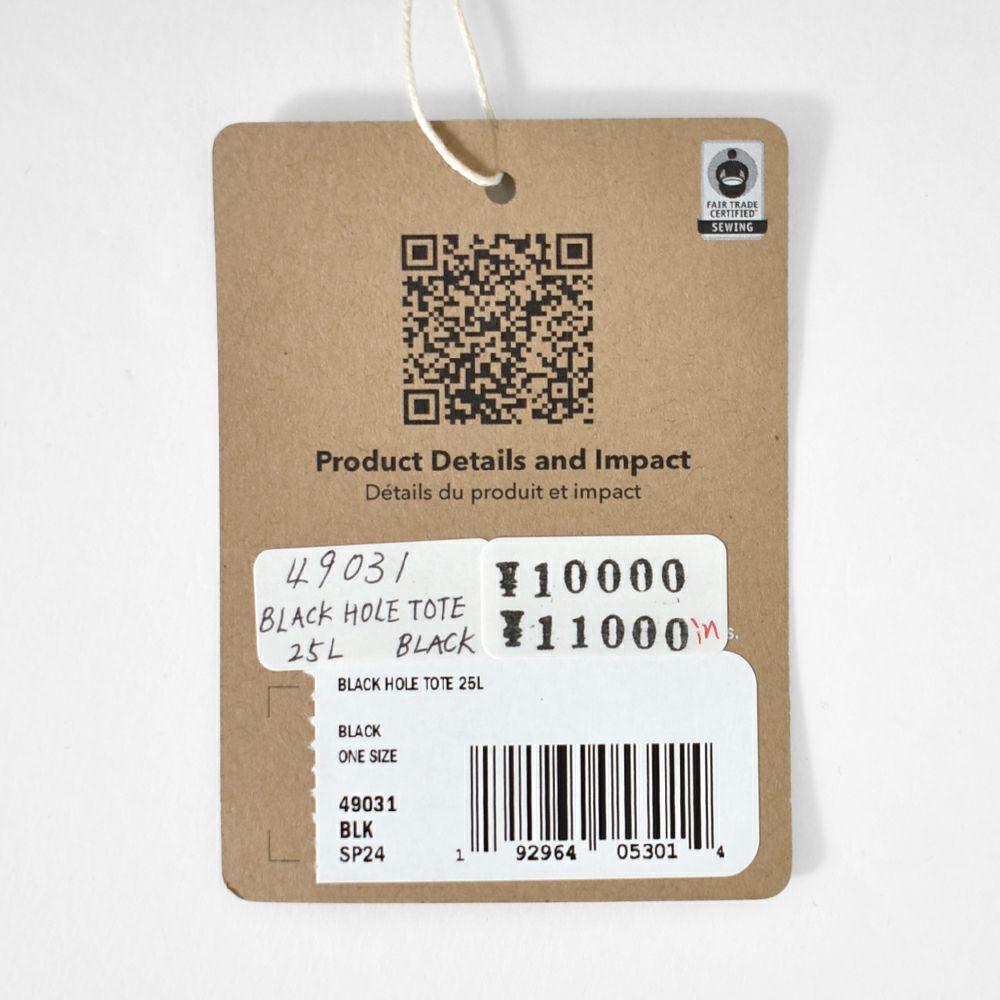 FAIR TRADE
CERTIFIED
SEWING
Product Details and Impact
Détails du produit et impact
49031
BLACK HOLE TOTE
25L BLACK
¥10000
¥11000in
s.
BLACK HOLE TOTE 25L
BLACK
ONE SIZE
49031
BLK
SP24
1 92964 05301 4